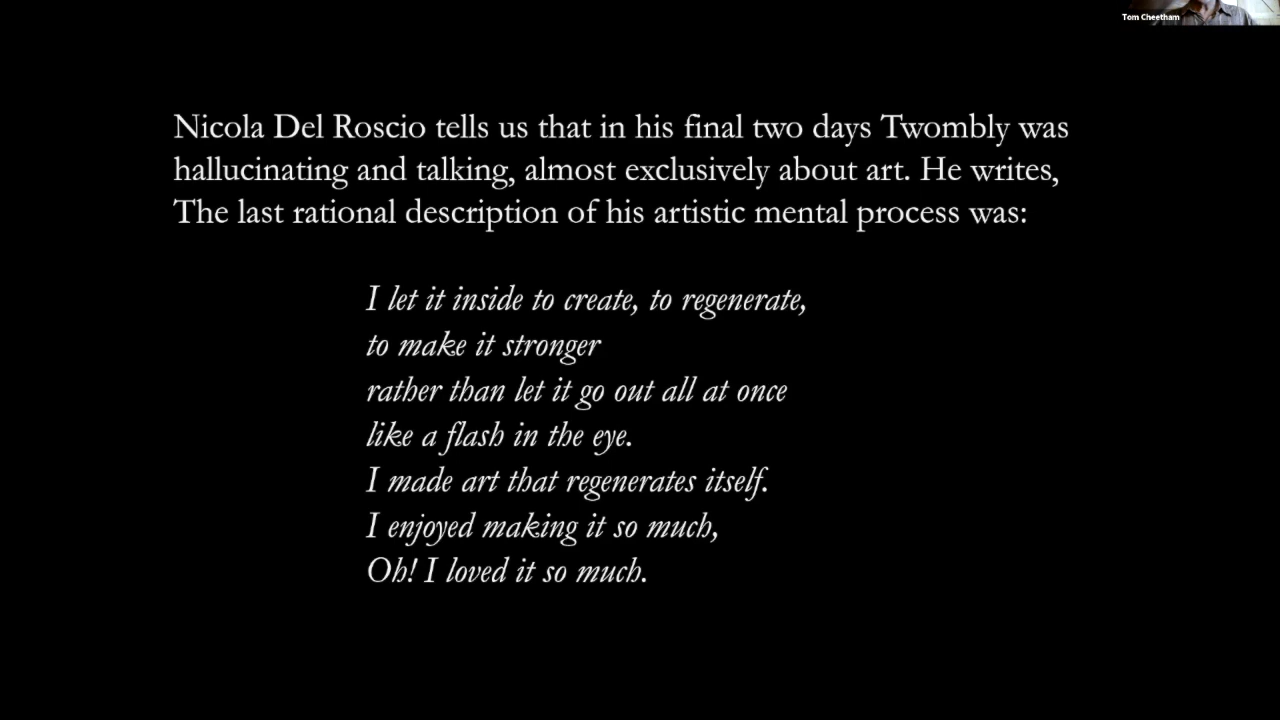 Tom Cheetham
Nicola Del Roscio tells us that in his final two days Twombly was
hallucinating and talking, almost exclusively about art. He writes,
The last rational description of his artistic mental process was:
I let it inside to create, to regenerate,
to make it stronger
rather than let it go out all at once
like a flash in the eye.
I made art that regenerates itself.
I enjoyed making it so much,
Oh! I loved it so much.